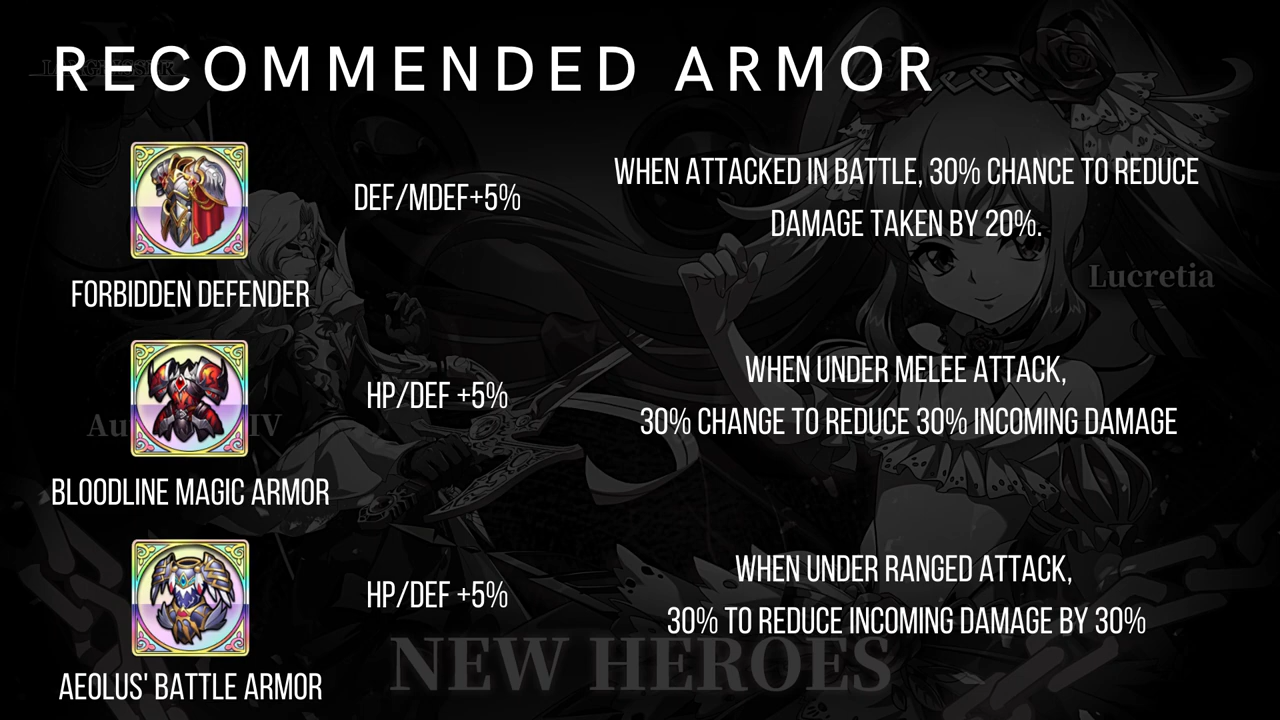 RECOMMENDED ARMOR
WHEN ATTACKED IN BATTLE, 30% CHANCE TO REDUCE
DAMAGE TAKEN BY 20%.
DEF/MDEF+5%
FORBIDDEN DEFENDER
Lucretia
WHEN UNDER MELEE ATTACK,
30% CHANGE TO REDUCE 30% INCOMING DAMAGE
HP/DEF +5%
BLOODLINE MAGIC ARMOR
WHEN UNDER RANGED ATTACK,
30% TO REDUCE INCOMING DAMAGE BY 30%
HP/DEF +5%
AEOLUS' BATTLE ARMOR
NEW HEROES